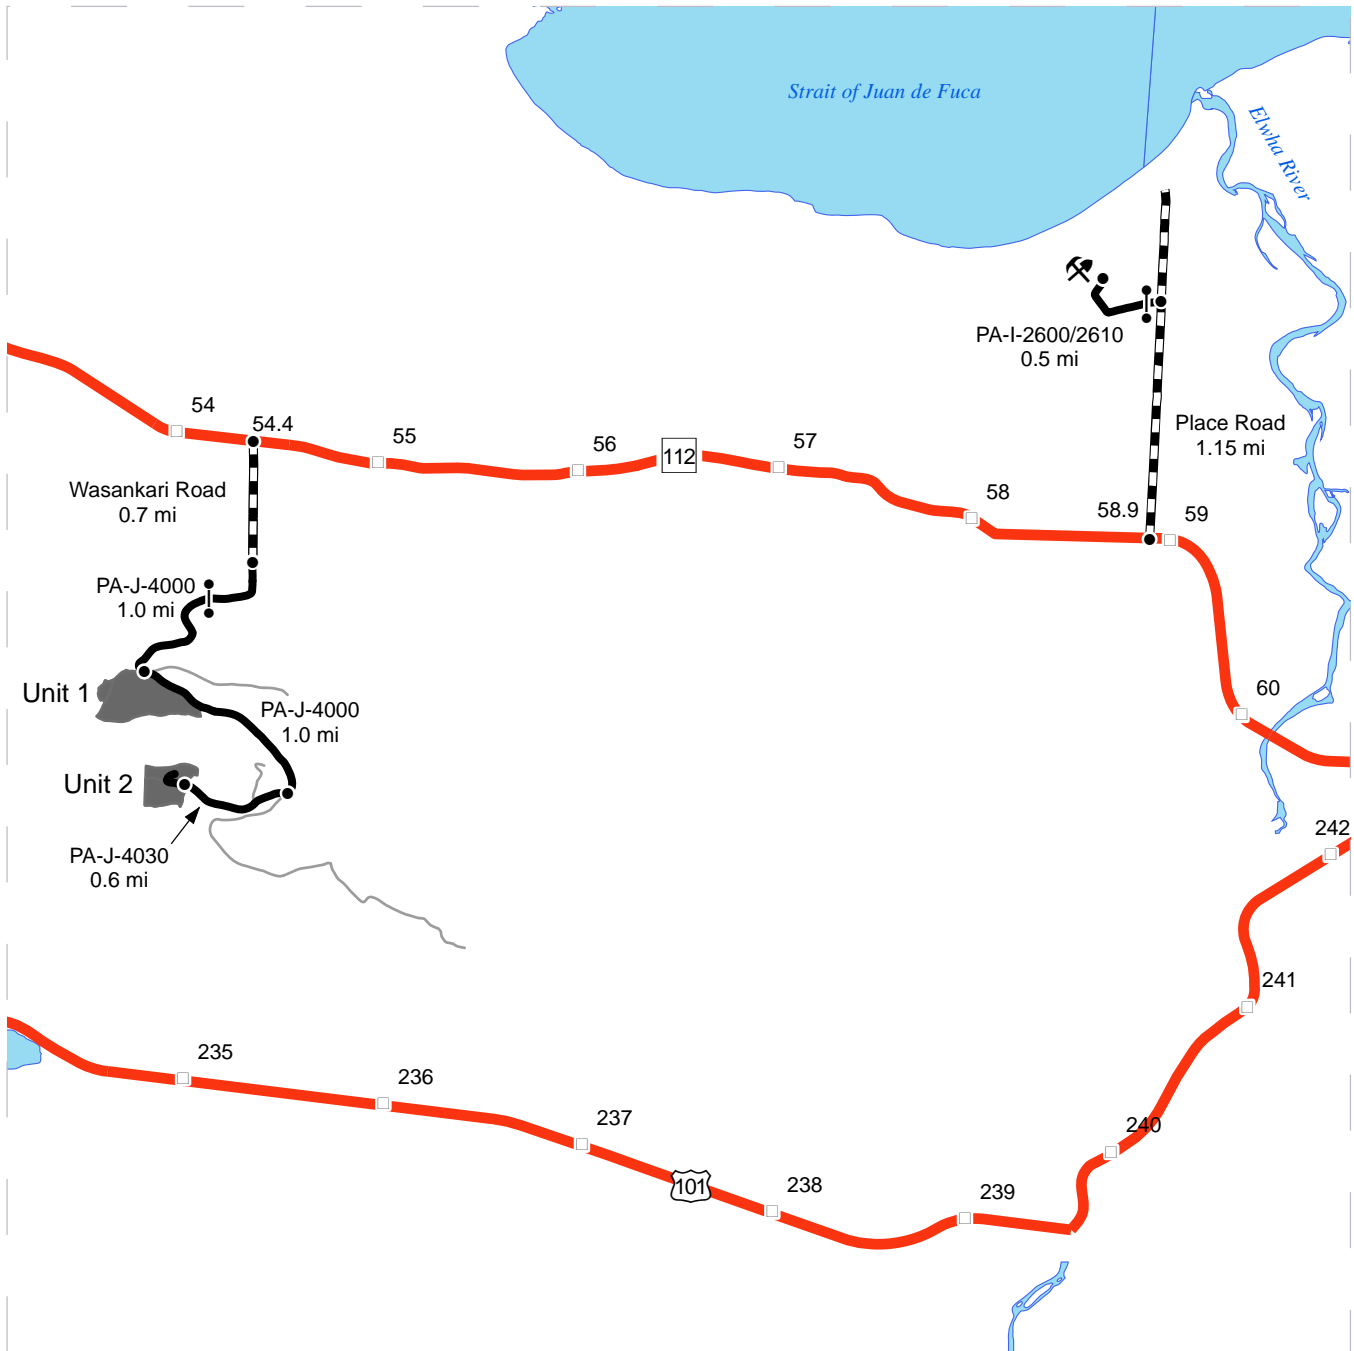 Strait of Juan de Fuca
Elwha River
PA-I-2600/2610
0.5 mi
54
54.4
55
56
112
57
Place Road
1.15 mi
Wasankari Road
0.7 mi
58
58.9
59
PA-J-4000
1.0 mi
Unit 1
60
PA-J-4000
1.0 mi
Unit 2
242
PA-J-4030
0.6 mi
241
235
236
237
240
101
238
239